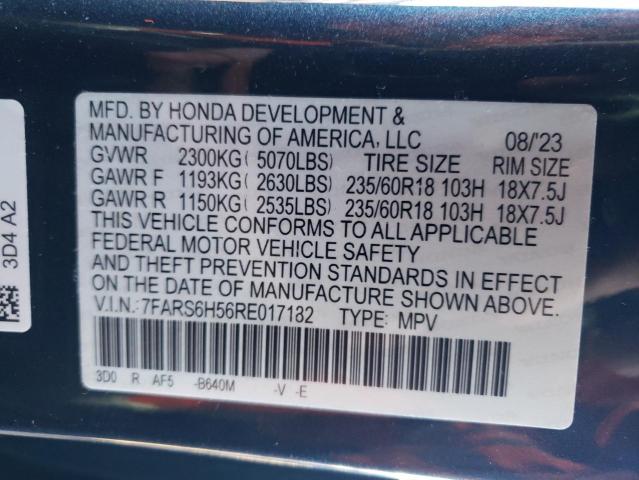 MFD. BY HONDA DEVELOPMENT &
MANUFACTURING OF AMERICA, LLC 08/'23
GVWR 2300KG( 5070LBS) TIRE SIZE RIM SIZE
GAWR F 1193KG( 2630LBS) 235/60R18 103H 18X7.5J
GAWR R 1150KG( 2535LBS) 235/60R18 103H 18X7.5J
THIS VEHICLE CONFORMS TO ALL APPLICABLE
FEDERAL MOTOR VEHICLE SAFETY
AND THEFT PREVENTION STANDARDS IN EFFECT
ON THE DATE OF MANUFACTURE SHOWN ABOVE.
V.I.N.:7FARS6H56RE017182 TYPE: MPV
3D0 R AF5 -B640M -V -E
3D4 A2